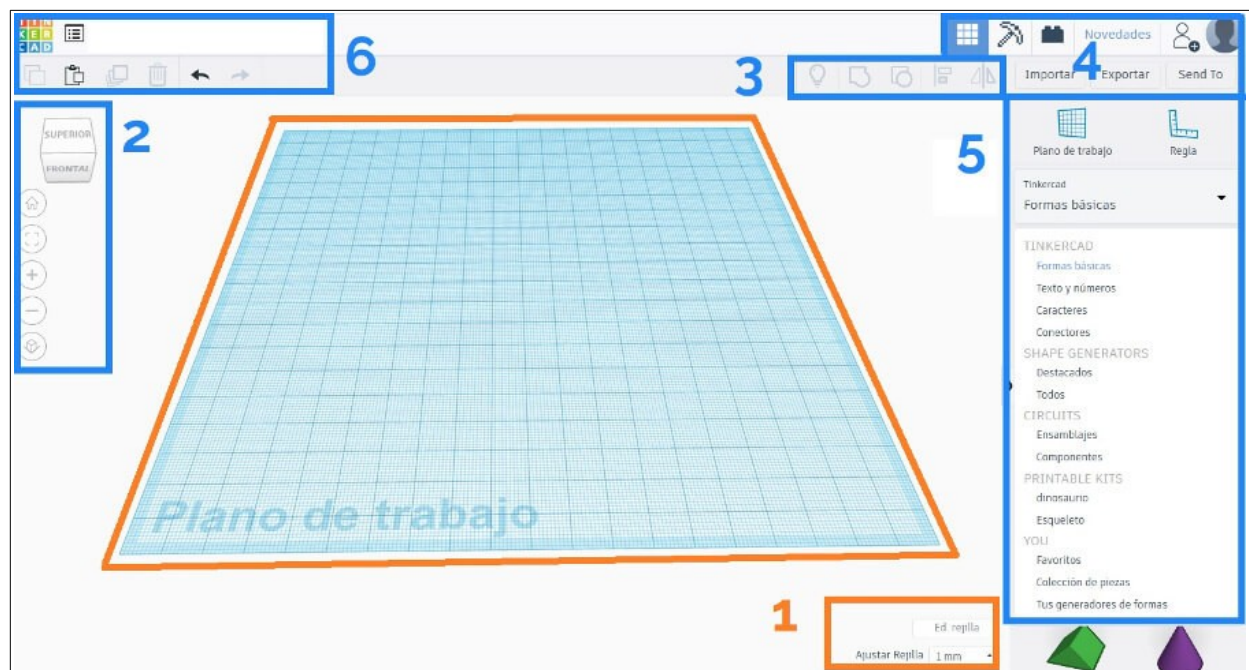 TIN
KER
CAD
6
Novedades
4
3
Importar
Exportar
Send To
2
SUPERIOR
FRONTAL
5
Plano de trabajo
Regla
Tinkercad
Formas básicas
TINKERCAD
Formas básicas
Texto y números
Caracteres
Conectores
SHAPE GENERATORS
Destacados
Todos
CIRCUITS
Ensamblajes
Componentes
PRINTABLE KITS
dinosaurio
Esqueleto
YOU
Favoritos
Colección de piezas
Tus generadores de formas
Plano de trabajo
1
Ed. rejilla
Ajustar Rejilla 1 mm